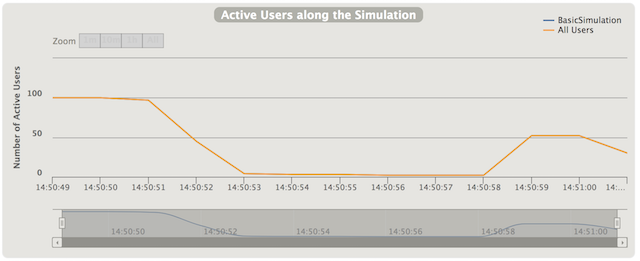 Active Users along the Simulation
BasicSimulation
All Users
Zoom
Number of Active Users
100
50
0
14:50:49 14:50:50 14:50:51 14:50:52 14:50:53 14:50:54 14:50:55 14:50:56 14:50:57 14:50:58 14:50:59 14:51:00 14:...
14:50:50 14:50:52 14:50:54 14:50:56 14:50:58 14:51:00